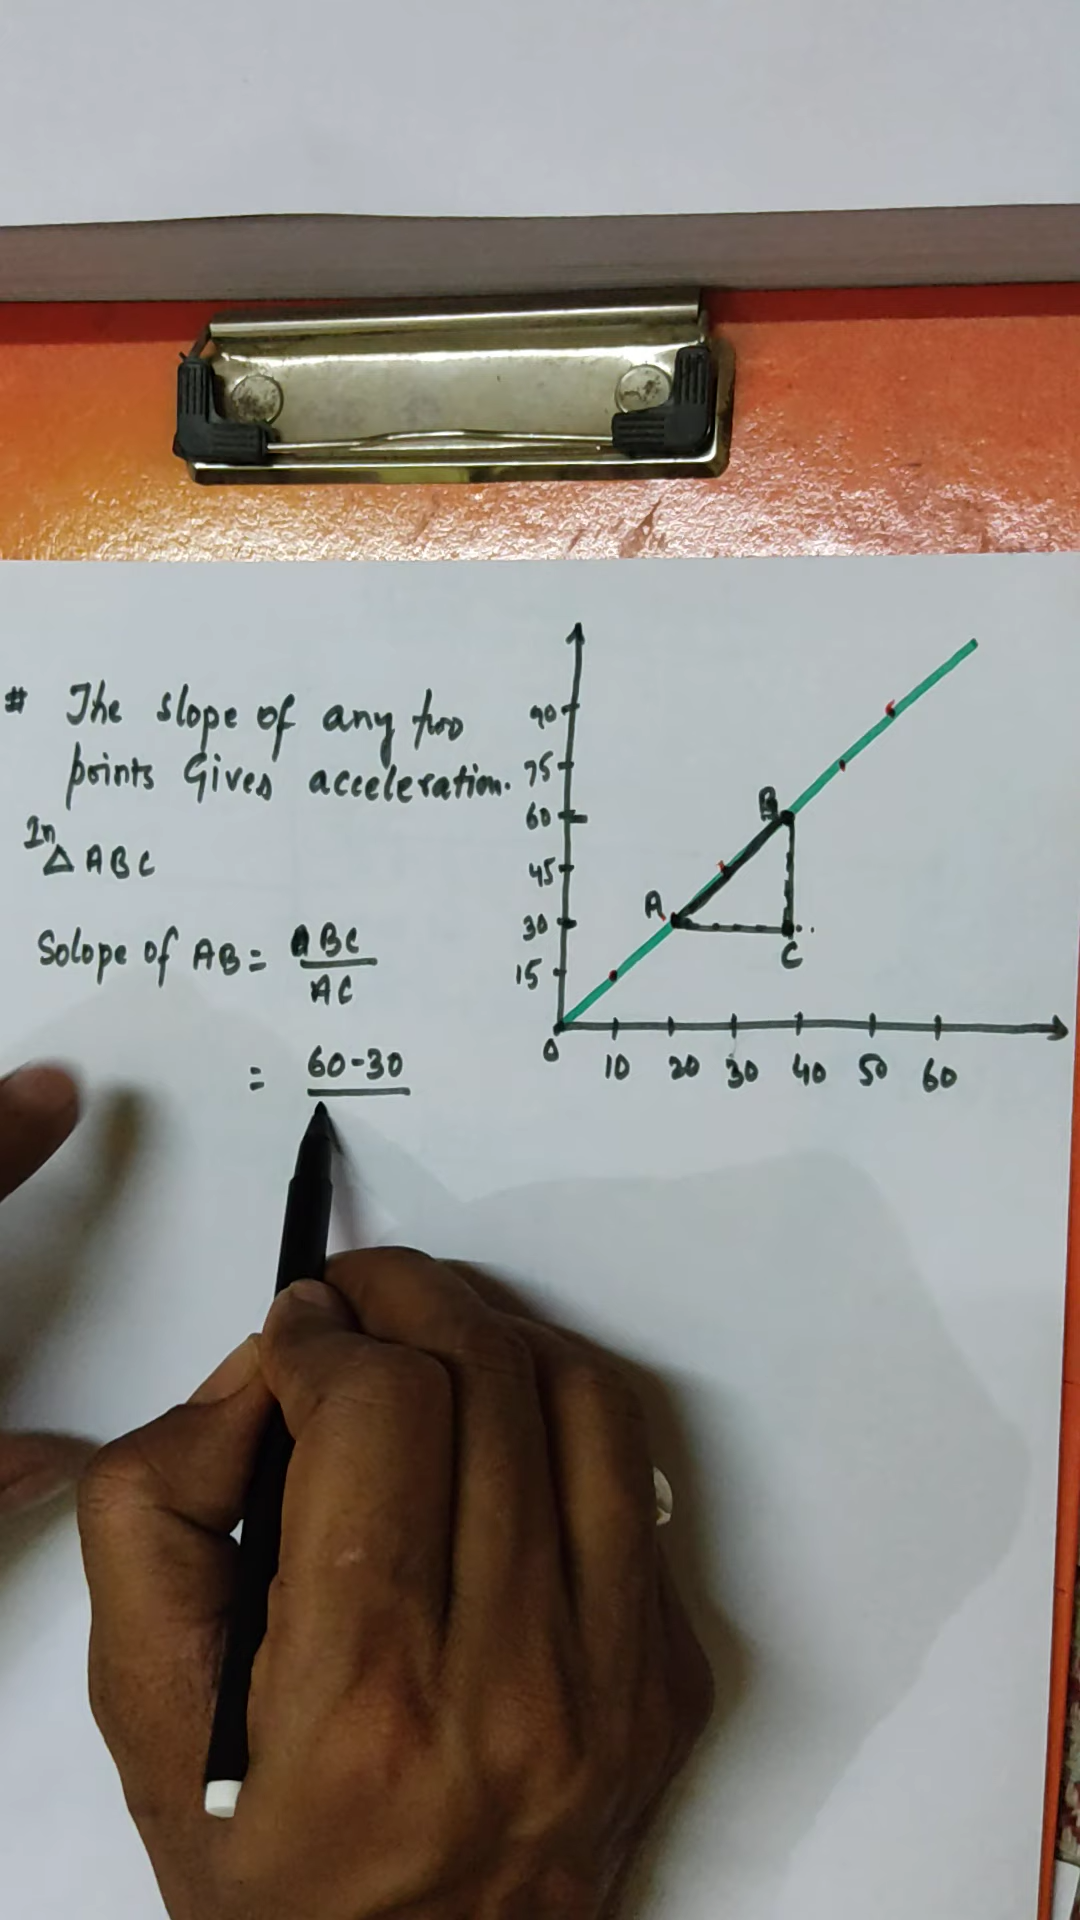 # The slope of any two
points Gives acceleration.
In
△ ABC
Solope of AB = BC
AC
= 60-30
90
75
60
45
30
15
0
10 20 30 40 50 60
A
B
C